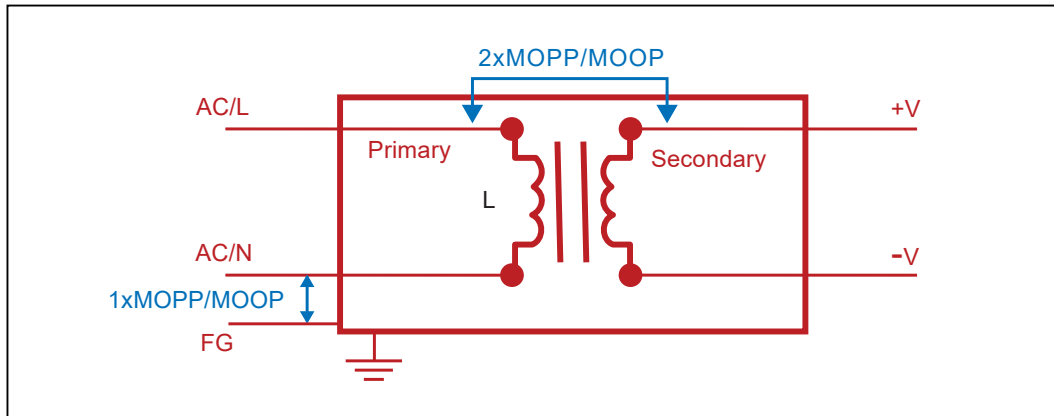 2xMOPP/MOOP
AC/L
+V
Primary
Secondary
L
AC/N
-V
1xMOPP/MOOP
FG